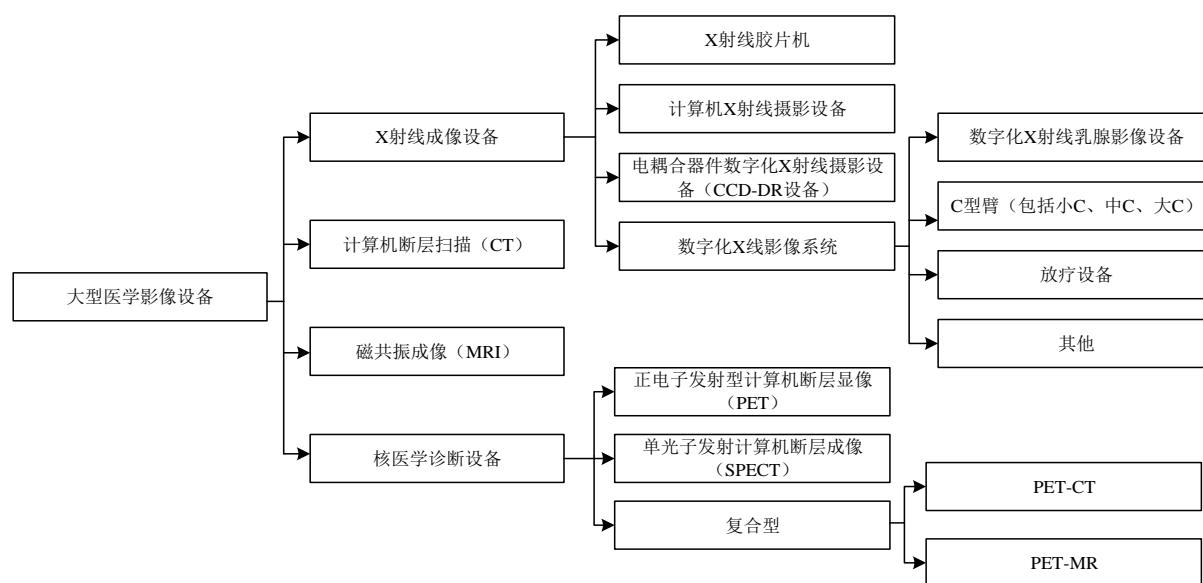 X射线胶片机
计算机X射线摄影设备
X射线成像设备
数字化X射线乳腺影像设备
电耦合器件数字化X射线摄影设
备（CCD-DR设备）
C型臂（包括小C、中C、大C）
计算机断层扫描（CT）
数字化X线影像系统
放疗设备
大型医学影像设备
其他
磁共振成像（MRI）
正电子发射型计算机断层显像
（PET）
核医学诊断设备
单光子发射计算机断层成像
（SPECT）
PET-CT
复合型
PET-MR